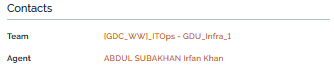 Contacts
Team [GDC_WW]_ITOps - GDU_Infra_1
Agent ABDUL SUBAKHAN Irfan Khan